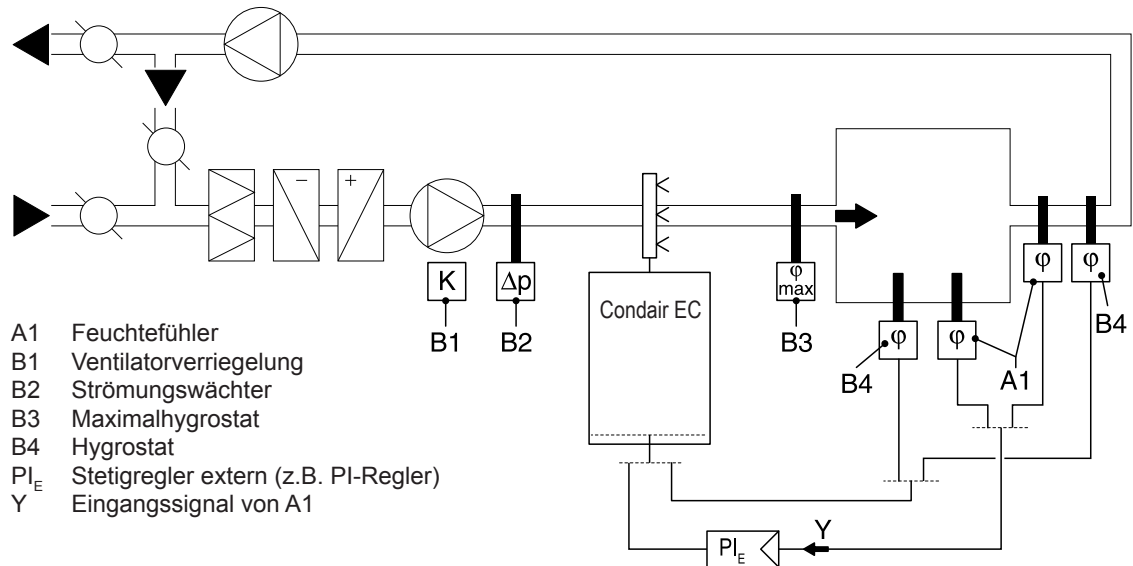 − +
K Δp φ max φ φ
B1 B2 Condair EC B3 B4
φ φ
B4 A1
A1 Feuchtefühler
B1 Ventilatorverriegelung
B2 Strömungswächter
B3 Maximalhygrostat
B4 Hygrostat
PIE Stetigregler extern (z.B. PI-Regler)
Y Eingangssignal von A1
Y
PIE